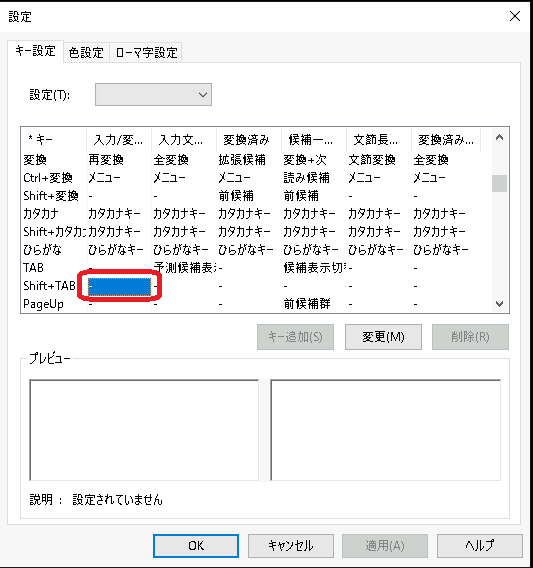 設定
キー設定 色設定 ローマ字設定
設定(T):
* キー 入力/変... 入力文... 変換済み 候補一... 文節長... 変換済み...
変換 再変換 全変換 拡張候補 変換+次 文節変換 全変換
Ctrl+変換 メニュー メニュー メニュー 読み候補 メニュー メニュー
Shift+変換 - - 前候補 前候補 - -
カタカナ カタカナキー カタカナキー カタカナキー カタカナキー カタカナキー カタカナキー
Shift+カタカナ カタカナキー カタカナキー カタカナキー カタカナキー カタカナキー カタカナキー
ひらがな ひらがなキー ひらがなキー ひらがなキー ひらがなキー ひらがなキー ひらがなキー
TAB - 予測候補表示 - 候補表示切 - -
Shift+TAB - - - - - -
PageUp - - - 前候補群 - -
キー追加(S) 変更(M) 削除(R)
プレビュー
説明 : 設定されていません
OK キャンセル 適用(A) ヘルプ